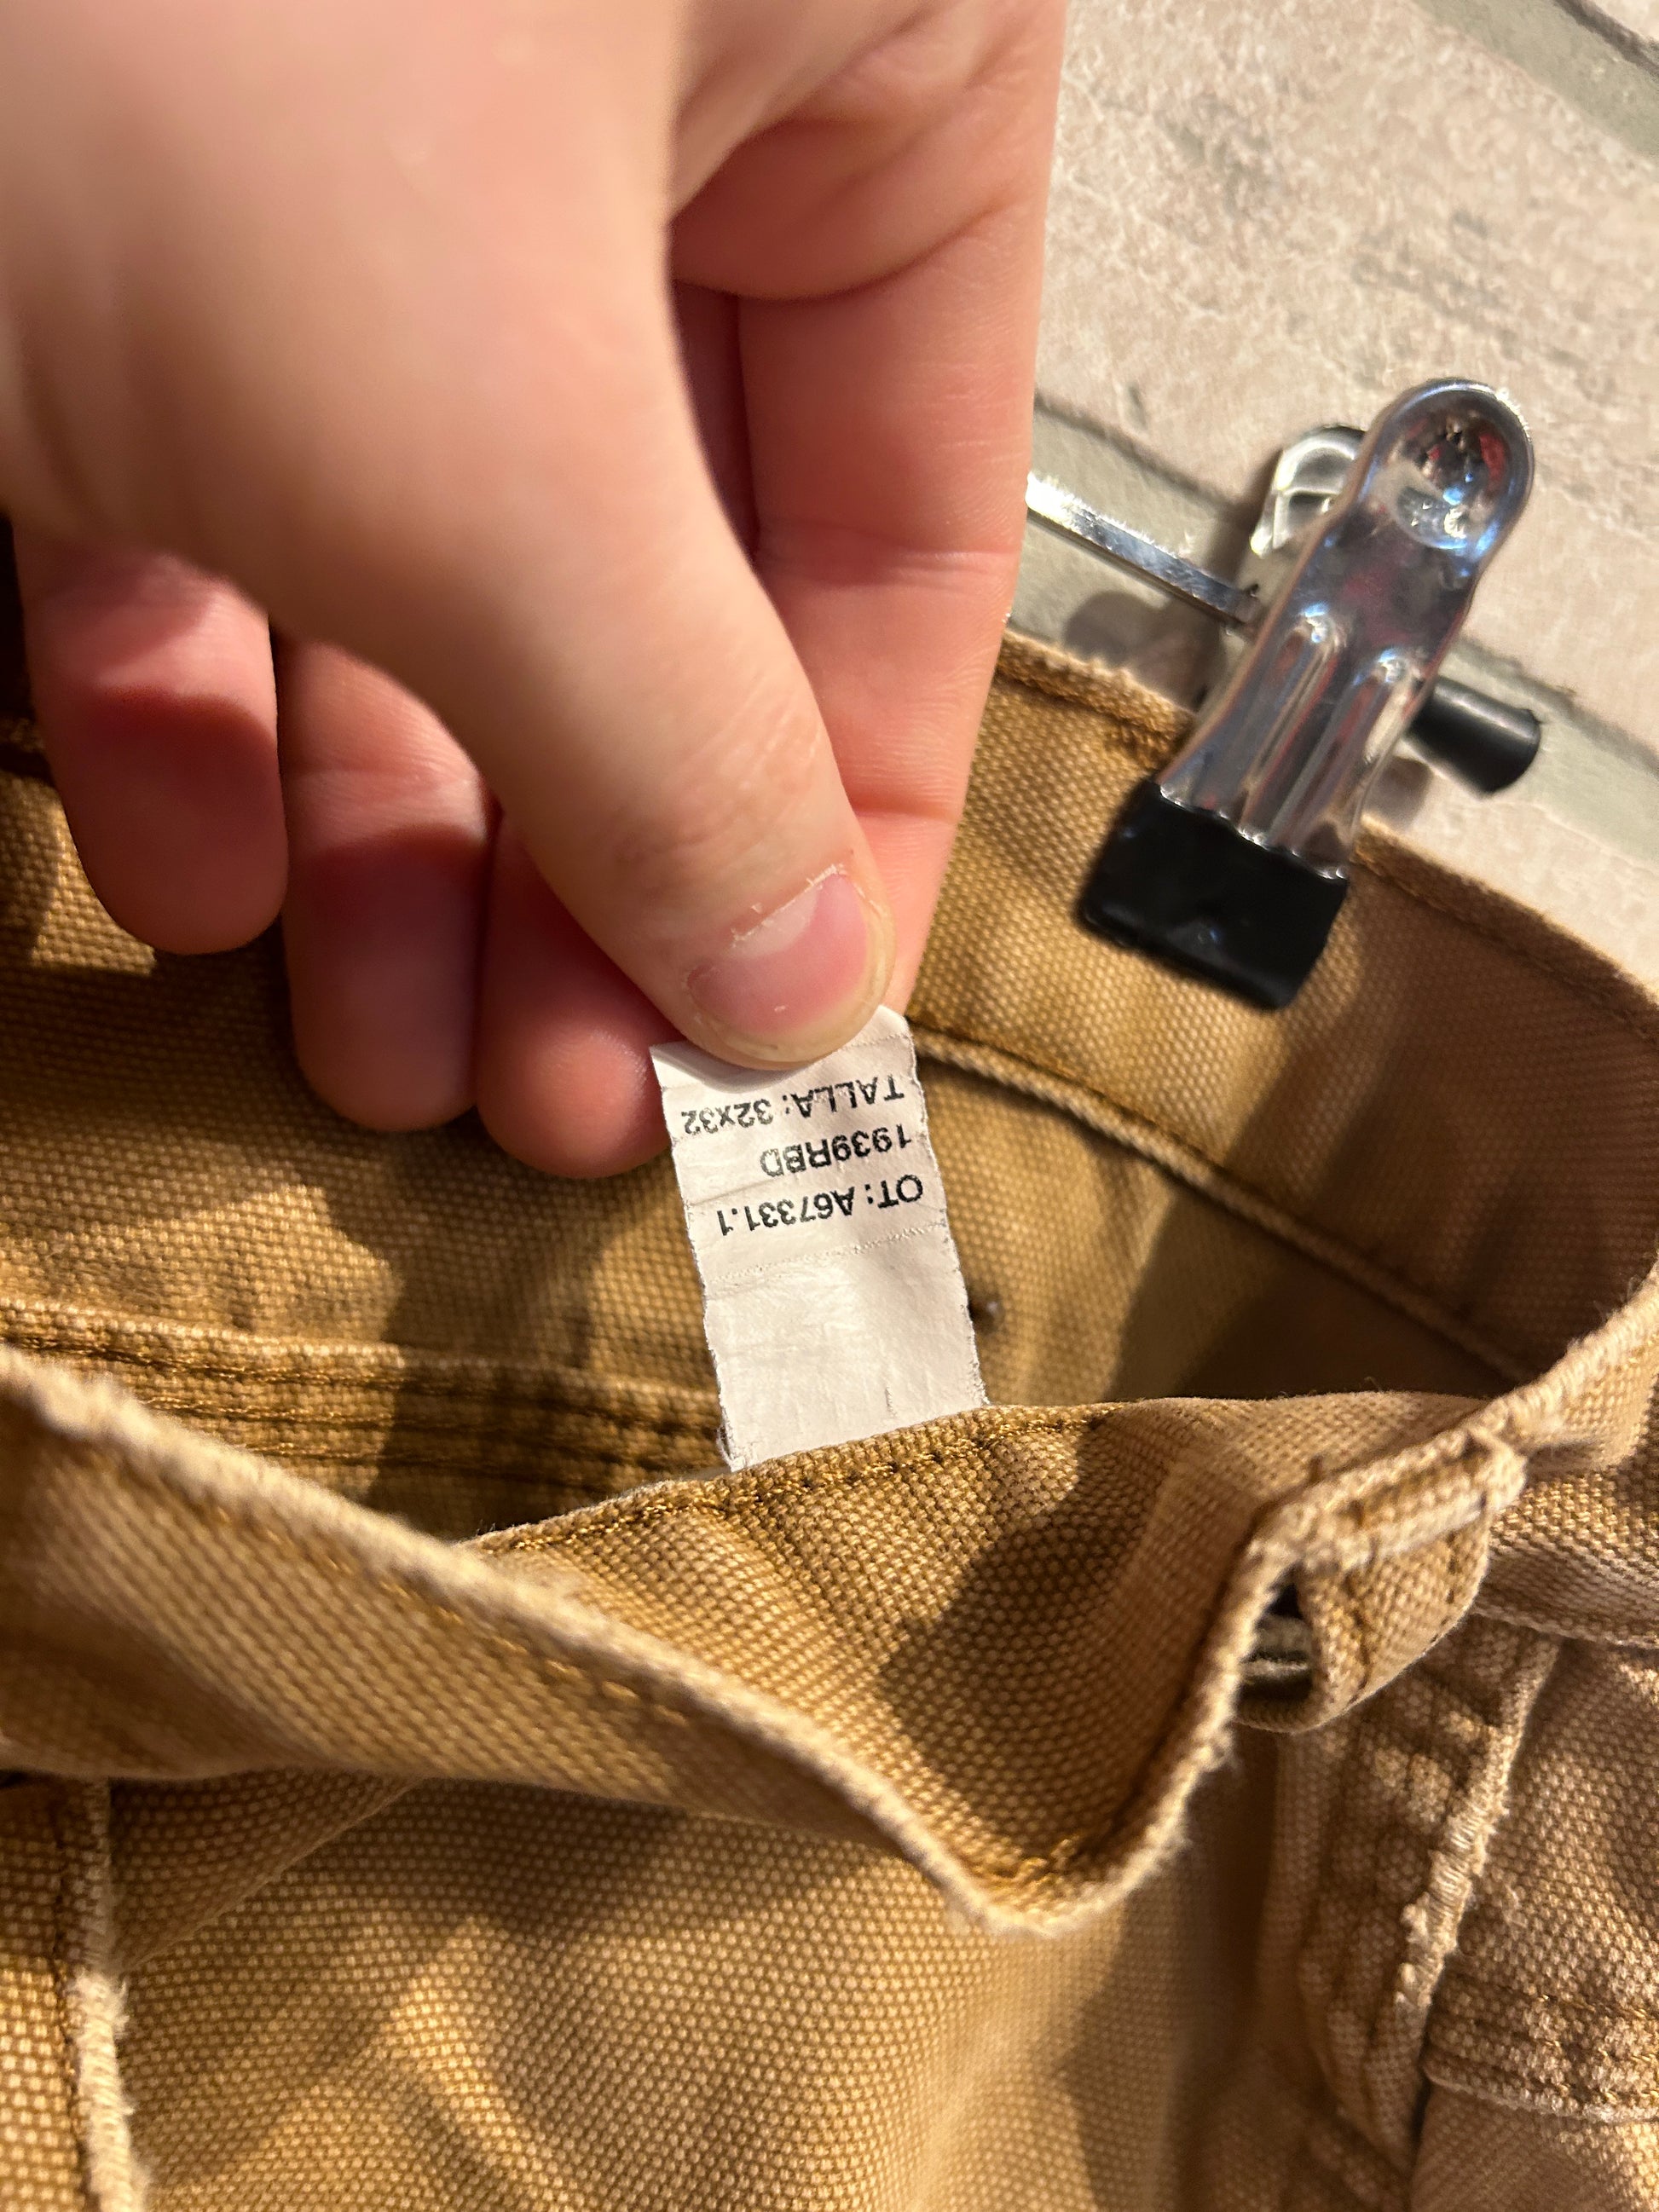 OT: A67331.1
1939RBD
TALLA: 32x32